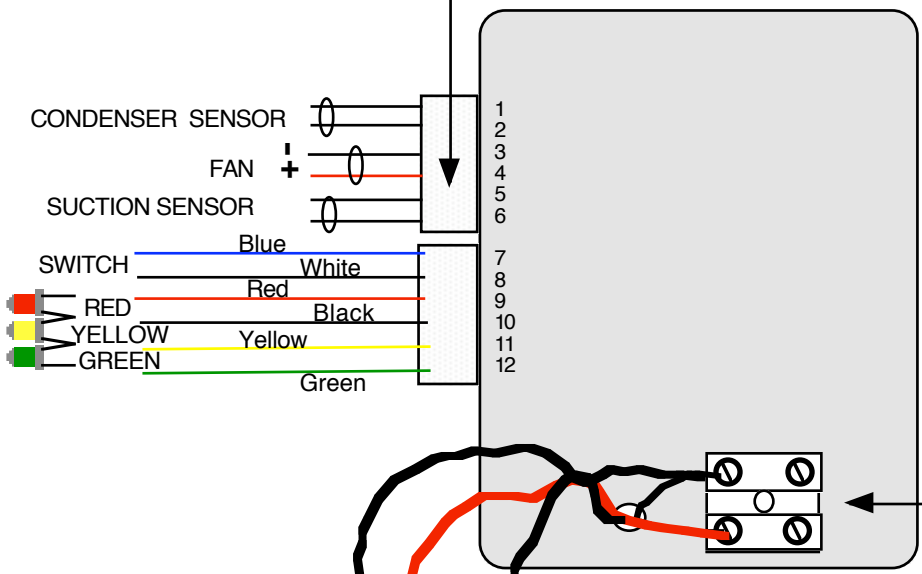 CONDENSER SENSOR
1
2
-
3
FAN +
4
5
SUCTION SENSOR
6
Blue
7
SWITCH
White
8
Red
9
RED
Black
10
YELLOW
Yellow
11
GREEN
12
Green